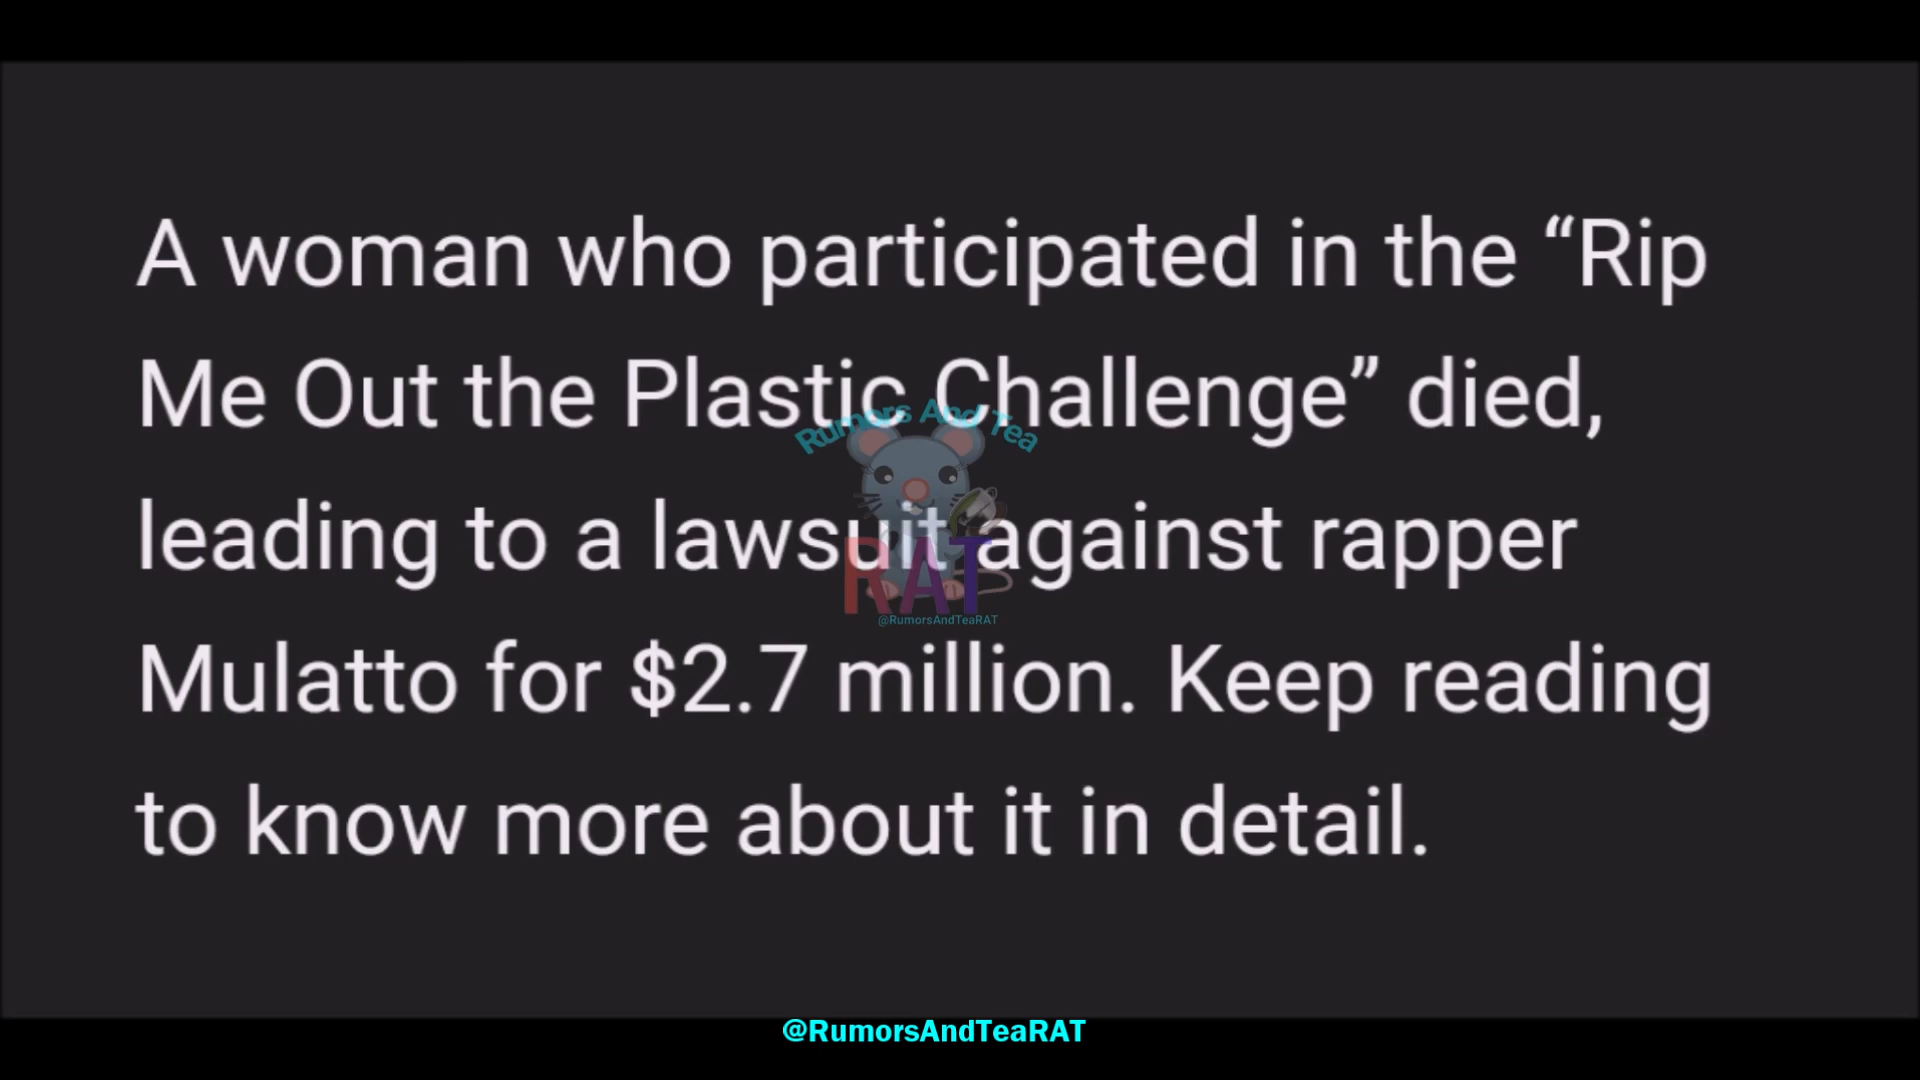 A woman who participated in the “Rip
Me Out the Plastic Challenge” died,
leading to a lawsuit against rapper
Mulatto for $2.7 million. Keep reading
to know more about it in detail.
Rumors And Tea
RAT
@RumorsAndTeaRAT
@RumorsAndTeaRAT